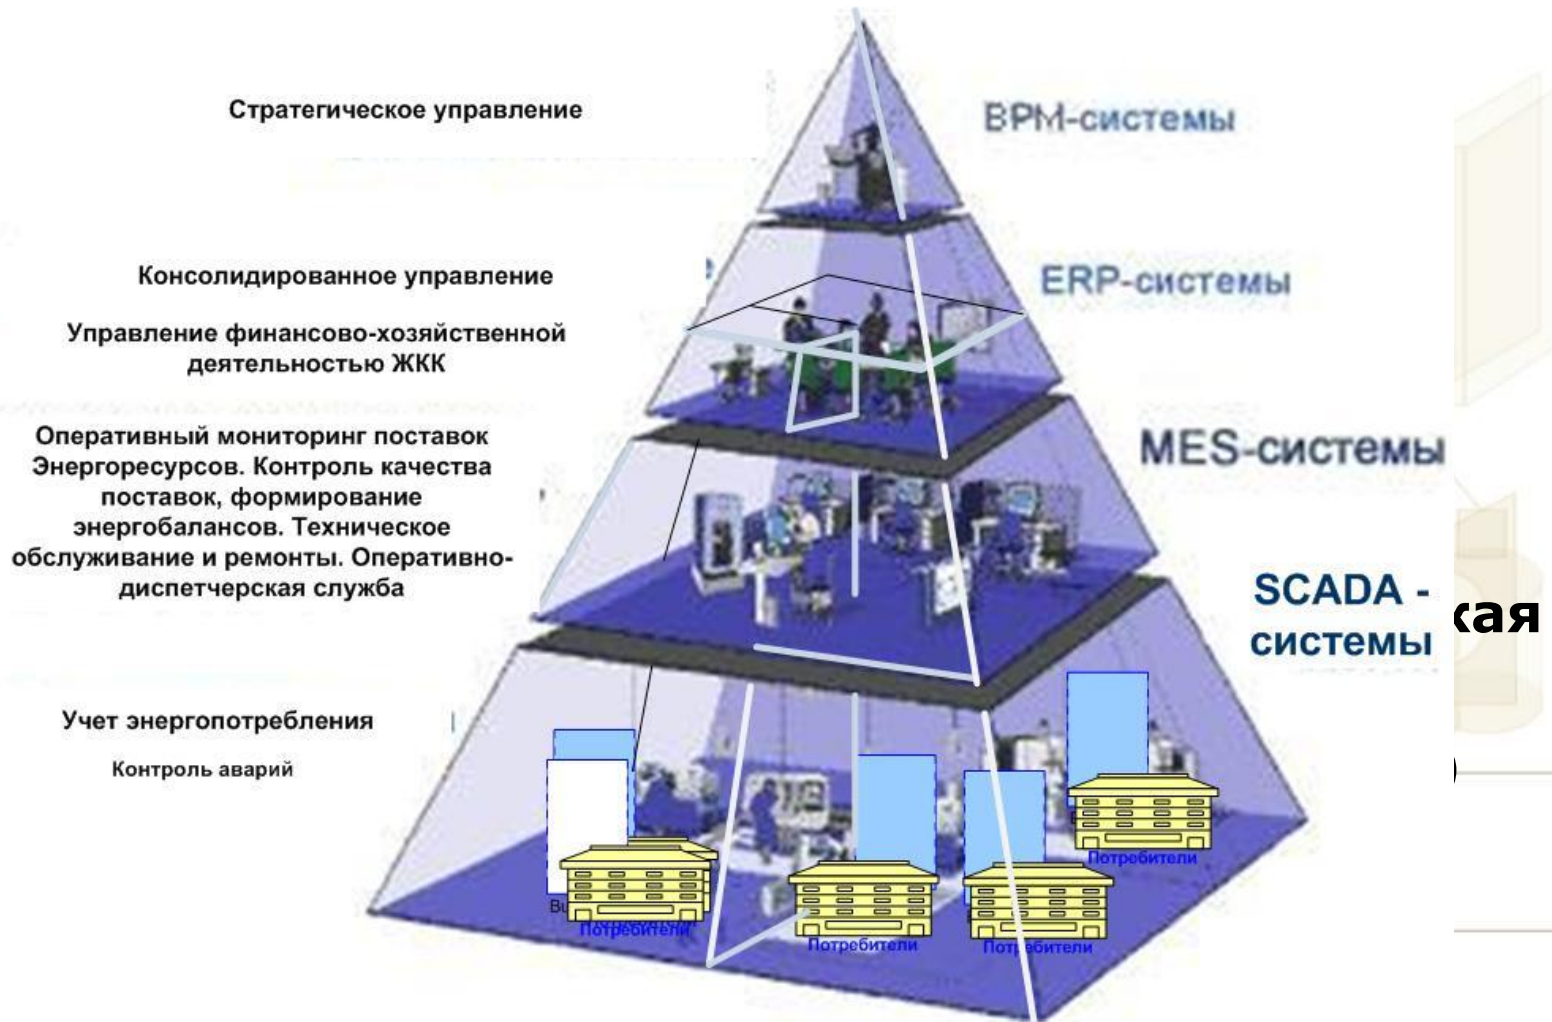 Стратегическое управление
BPM-системы
Консолидированное управление
ERP-системы
Управление финансово-хозяйственной
деятельностью ЖКК
Оперативный мониторинг поставок
Энергоресурсов. Контроль качества
поставок, формирование
энергобалансов. Техническое
обслуживание и ремонты. Оперативно-
диспетчерская служба
MES-системы
SCADA -
системы
кая
)
Учет энергопотребления
Контроль аварий
Потребители
Потребители
Потребители
Потребители